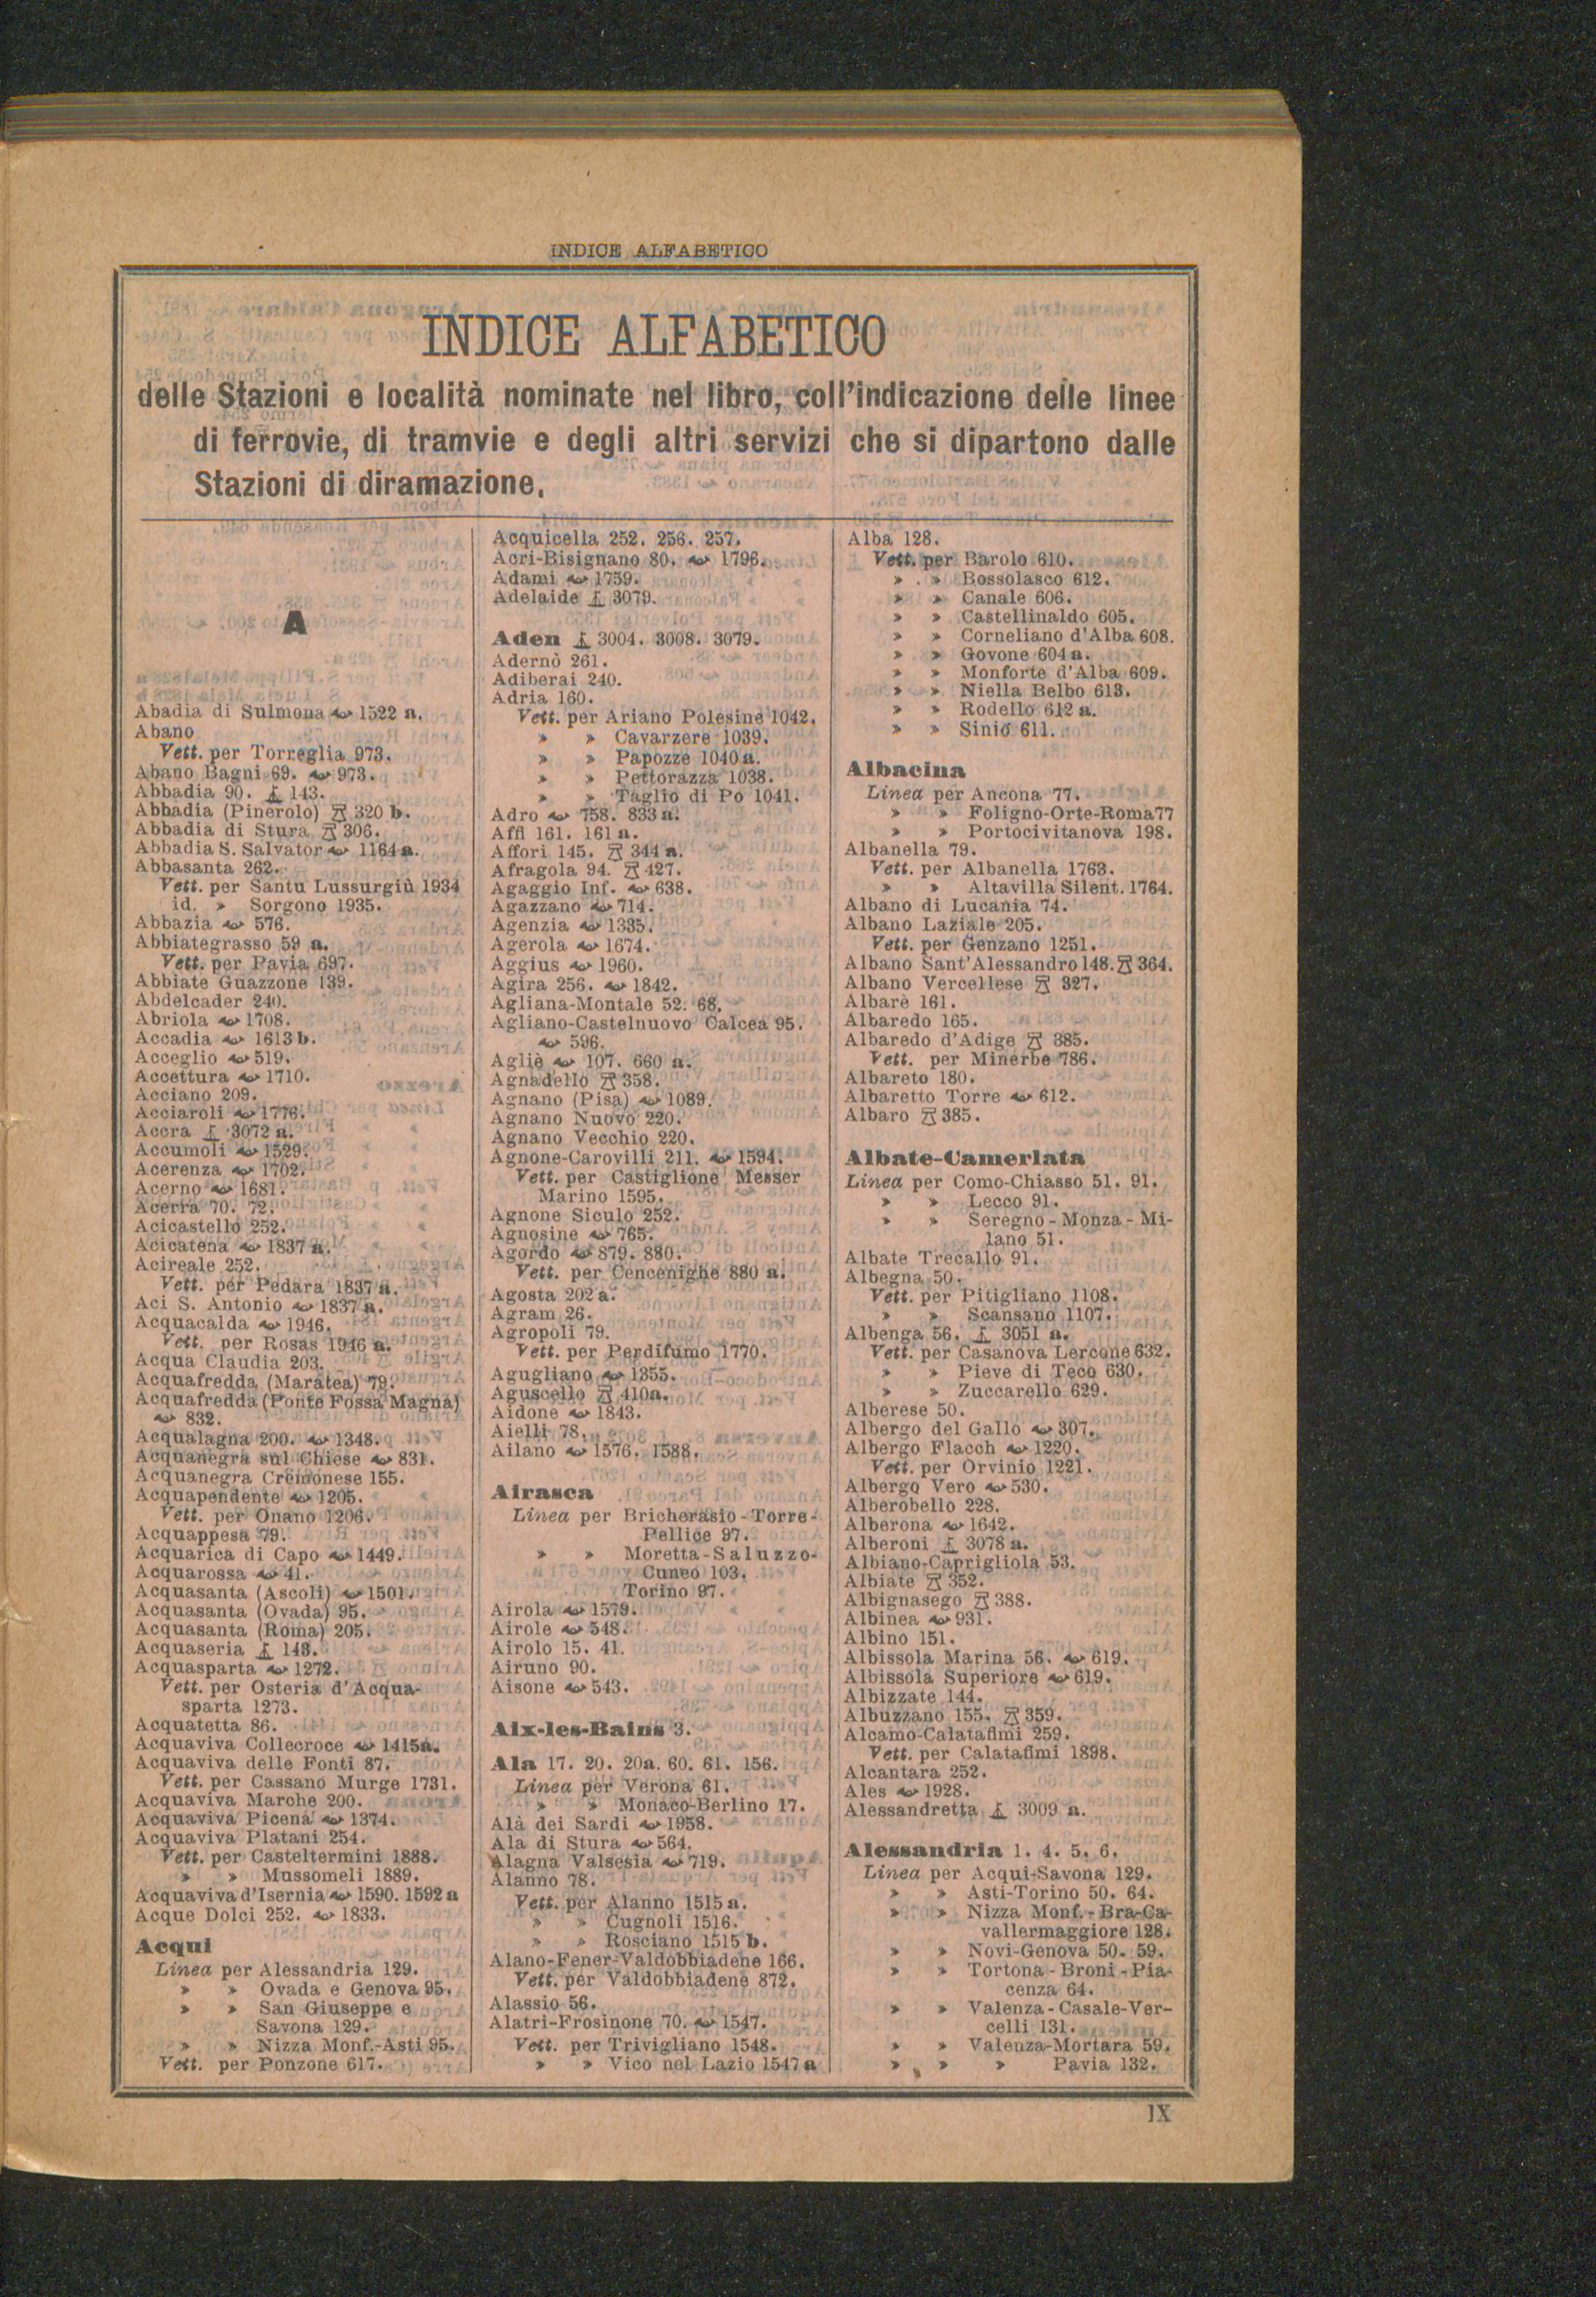 INDICE ALFABETICO
INDICE ALFABETICO
delle Stazioni e località nominate nel libro, coll'indicazione delle linee
di ferrovie, di tramvie e degli altri servizi che si dipartono dalle
Stazioni di diramazione.
A
Abadia di Sulmona 1522 a.
Abano
Vett. per Torreglia 973.
Abano Bagni 69. 973.
Abbadia 90. 143.
Abbadia (Pinerolo) 320 b.
Abbadia di Stura 306.
Abbadia S. Salvator 1164 a.
Abbasanta 262.
Vett. per Santu Lussurgiù 1934
id. » Sorgono 1935.
Abbazia 576.
Abbiategrasso 59 a.
Vett. per Pavia 697.
Abbiate Guazzone 139.
Abdelcader 240.
Abriola 1708.
Accadia 1613 b.
Acceglio 519.
Accettura 1710.
Acciano 209.
Acciaroli 1776.
Accra 3072 a.
Accumoli 1529.
Acerenza 1702.
Acerno 1681.
Acerra 70. 72.
Acicastello 252.
Acicatena 1837 a.
Acireale 252.
Vett. per Pedara 1837 a.
Aci S. Antonio 1837 a.
Acquacalda 1946.
Vett. per Rosas 1946 a.
Acqua Claudia 203.
Acquafredda (Maratea) 79.
Acquafredda (Ponte Fossa Magna)
832.
Acqualagna 200. 1348.
Acquanegra sul Chiese 831.
Acquanegra Cremonese 155.
Acquapendente 1205.
Vett. per Onano 1206.
Acquappesa 79.
Acquarica di Capo 1449.
Acquarossa 41.
Acquasanta (Ascoli) 1501.
Acquasanta (Ovada) 95.
Acquasanta (Roma) 205.
Acquaseria 143.
Acquasparta 1272.
Vett. per Osteria d'Acqua-
sparta 1273.
Acquatetta 86.
Acquaviva Collecroce 1415a.
Acquaviva delle Fonti 87.
Vett. per Cassano Murge 1731.
Acquaviva Marche 200.
Acquaviva Picena 1374.
Acquaviva Platani 254.
Vett. per Casteltermini 1888.
» » Mussomeli 1889.
Acquaviva d'Isernia 1590. 1592 a
Acque Dolci 252. 1833.
Acqui
Linea per Alessandria 129.
» » Ovada e Genova 95.
» » San Giuseppe e
Savona 129.
» » Nizza Monf.-Asti 95.
Vett. per Ponzone 617.
Acquicella 252. 256. 257.
Acri-Bisignano 80. 1796.
Adami 1759.
Adelaide 3079.
Aden 3004. 3008. 3079.
Adernò 261.
Adiberai 240.
Adria 160.
Vett. per Ariano Polesine 1042.
» » Cavarzere 1039.
» » Papozze 1040 a.
» » Pettorazza 1038.
» » Taglio di Po 1041.
Adro 758. 833 a.
Affi 161. 161 a.
Affori 145. 344 a.
Afragola 94. 427.
Agaggio Inf. 638.
Agazzano 714.
Agenzia 1335.
Agerola 1674.
Aggius 1960.
Agira 256. 1842.
Agliana-Montale 52. 68.
Agliano-Castelnuovo Calcea 95.
596.
Agliè 107. 660 a.
Agnadello 358.
Agnano (Pisa) 1089.
Agnano Nuovo 220.
Agnano Vecchio 220.
Agnone-Carovilli 211. 1594.
Vett. per Castiglione Messer
Marino 1595.
Agnone Siculo 252.
Agnosine 765.
Agordo 879. 880.
Vett. per Cencenighe 880 a.
Agosta 202 a.
Agram 26.
Agropoli 79.
Vett. per Perdifumo 1770.
Agugliano 1355.
Aguscello 410a.
Aidone 1843.
Aielli 78.
Ailano 1576. 1588.
Airasca
Linea per Bricherasio-Torre-
Pellice 97.
» » Moretta-Saluzzo-
Cuneo 103.
Torino 97.
Airola 1579.
Airole 548.
Airolo 15. 41.
Airuno 90.
Aisone 543.
Aix-les-Bains 3.
Ala 17. 20. 20a. 60. 61. 156.
Linea per Verona 61.
» » Monaco-Berlino 17.
Alà dei Sardi 1958.
Ala di Stura 564.
Alagna Valsesia 719.
Alanno 78.
Vett. per Alanno 1515 a.
» » Cugnoli 1516.
» » Rosciano 1515 b.
Alano-Fener-Valdobbiadene 166.
Vett. per Valdobbiadene 872.
Alassio 56.
Alatri-Frosinone 70. 1547.
Vett. per Trivigliano 1548.
» » Vico nel Lazio 1547 a
Alba 128.
Vett. per Barolo 610.
» » Bossolasco 612.
» » Canale 606.
» » Castellinaldo 605.
» » Corneliano d'Alba 608.
» » Govone 604 a.
» » Monforte d'Alba 609.
» » Niella Belbo 613.
» » Rodello 612 a.
» » Sinio 611.
Albacina
Linea per Ancona 77.
» » Foligno-Orte-Roma 77
» » Portocivitanova 198.
Albanella 79.
Vett. per Albanella 1763.
» » Altavilla Silent. 1764.
Albano di Lucania 74.
Albano Laziale 205.
Vett. per Genzano 1251.
Albano Sant'Alessandro 148. 364.
Albano Vercellese 327.
Albarè 161.
Albaredo 165.
Albaredo d'Adige 385.
Vett. per Minerbe 786.
Albareto 180.
Albaretto Torre 612.
Albaro 385.
Albate-Camerlata
Linea per Como-Chiasso 51. 91.
» » Lecco 91.
» » Seregno-Monza-Mi-
lano 51.
Albate Trecallo 91.
Albegna 50.
Vett. per Pitigliano 1108.
» » Scansano 1107.
Albenga 56. 3051 a.
Vett. per Casanova Lercone 632.
» » Pieve di Teco 630.
» » Zuccarello 629.
Alberese 50.
Albergo del Gallo 307.
Albergo Flacch 1220.
Vett. per Orvinio 1221.
Albergo Vero 530.
Alberobello 228.
Alberona 1642.
Alberoni 3078 a.
Albiano-Caprigliola 53.
Albiate 352.
Albignasego 388.
Albinea 931.
Albino 151.
Albissola Marina 56. 619.
Albissola Superiore 619.
Albizzate 144.
Albuzzano 155. 359.
Alcamo-Calatafimi 259.
Vett. per Calatafimi 1898.
Alcantara 252.
Ales 1928.
Alessandretta 3009 a.
Alessandria 1. 4. 5. 6.
Linea per Acqui-Savona 129.
» » Asti-Torino 50. 64.
» » Nizza Monf.-Bra-Ca-
vallermaggiore 128.
» » Novi-Genova 50. 59.
» » Tortona-Broni-Pia-
cenza 64.
» » Valenza-Casale-Ver-
celli 131.
» » Valenza-Mortara 59.
» » » Pavia 132.
IX